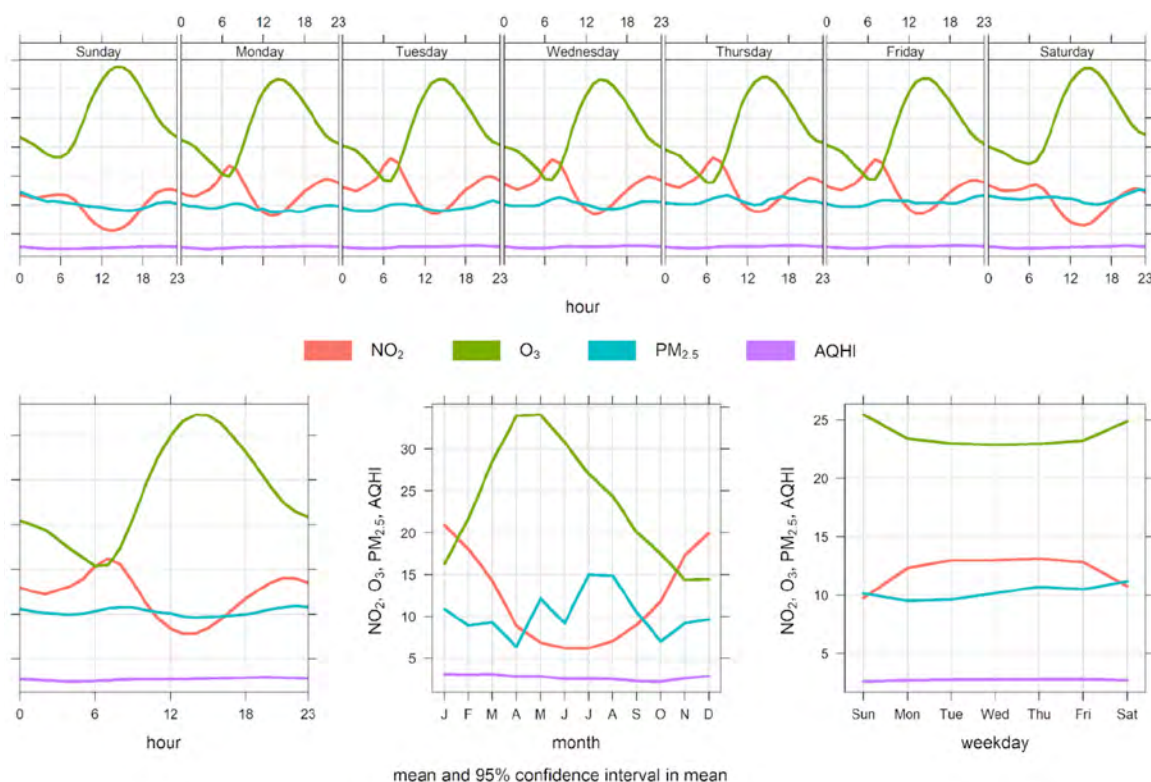 0 6 12 18 23 0 6 12 18 23 0 6 12 18 23
Sunday Monday Tuesday Wednesday Thursday Friday Saturday
0 6 12 18 23 0 6 12 18 23 0 6 12 18 23 0 6 12 18 23
hour
NO₂ O₃ PM₂.₅ AQHI
NO₂, O₃, PM₂.₅, AQHI
35
30
25
20
15
10
5
NO₂, O₃, PM₂.₅, AQHI
25
20
15
10
5
0 6 12 18 23
J F M A M J J A S O N D
Sun Mon Tue Wed Thu Fri Sat
hour
month
weekday
mean and 95% confidence interval in mean